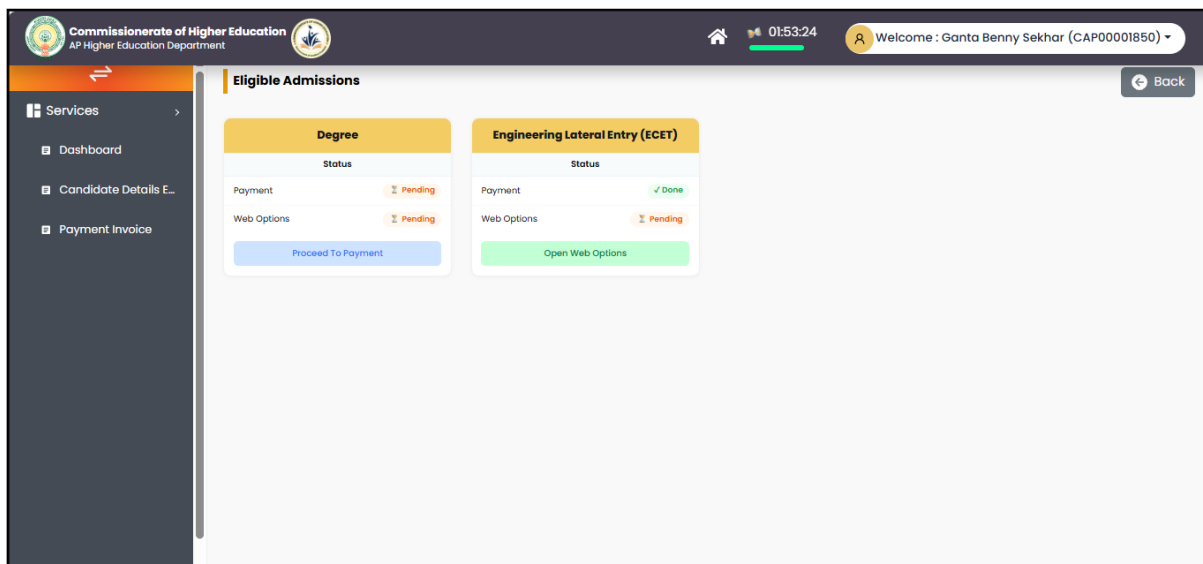 Commissionerate of Higher Education
AP Higher Education Department
01:53:24
Welcome : Ganta Benny Sekhar (CAP00001850)
Services
Dashboard
Candidate Details E...
Payment Invoice
Eligible Admissions
Back
Degree
Status
Payment Pending
Web Options Pending
Proceed To Payment
Engineering Lateral Entry (ECET)
Status
Payment √ Done
Web Options Pending
Open Web Options